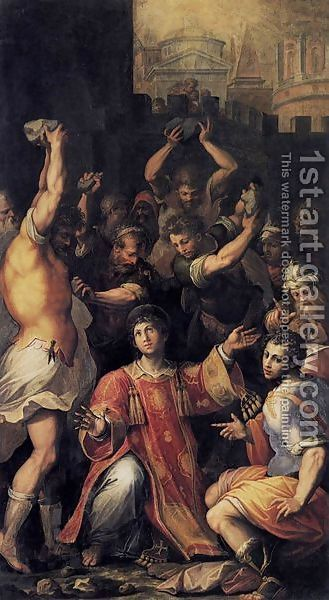 1st-art-gallery.com
This watermark does not appear on the painting!